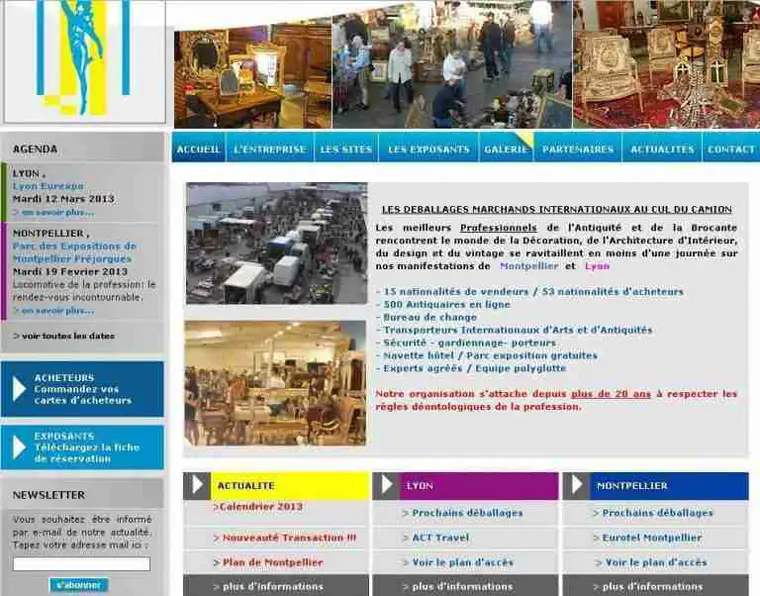 ACCUEIL
L'ENTREPRISE
LES SITES
LES EXPOSANTS
GALERIE
PARTENAIRES
ACTUALITES
CONTACT
AGENDA
LYON ,
Lyon Eurexpo
Mardi 12 Mars 2013
> en savoir plus...
MONTPELLIER ,
Parc des Expositions de
Montpellier Préjorgues
Mardi 19 Fevrier 2013
Locomotive de la profession: le
rendez-vous incontournable.
> en savoir plus...
> voir toutes les dates
ACHETEURS
Commandez vos
cartes d'acheteurs
EXPOSANTS
Téléchargez la fiche
de réservation
NEWSLETTER
Vous souhaitez être informé
par e-mail de notre actualité.
Tapez votre adresse mail ici :
s'abonner
LES DEBALLAGES MARCHANDS INTERNATIONAUX AU CUL DU CAMION
Les meilleurs Professionnels de l'Antiquité et de la Brocante
rencontrent le monde de la Décoration, de l'Architecture d'Intérieur,
du design et du vintage se ravitaillent en moins d'une journée sur
nos manifestations de Montpellier et Lyon
- 15 nationalités de vendeurs / 53 nationalités d'acheteurs
- 500 Antiquaires en ligne
- Bureau de change
- Transporteurs Internationaux d'Arts et d'Antiquités
- Sécurité - gardiennage- porteurs
- Navette hôtel / Parc exposition gratuites
- Experts agréés / Equipe polyglotte
Notre organisation s'attache depuis plus de 20 ans à respecter les
règles déontologiques de la profession.
ACTUALITE
>Calendrier 2013
> Nouveauté Transaction !!!
> Plan de Montpellier
> plus d'informations
LYON
> Prochains déballages
> ACT Travel
> Voir le plan d'accès
> plus d'informations
MONTPELLIER
> Prochains déballages
> Eurotel Montpellier
> Voir le plan d'accès
> plus d'informations